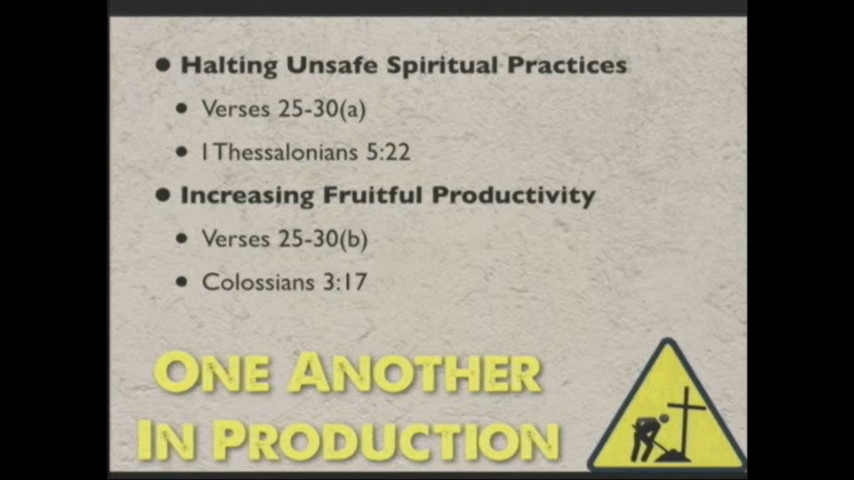 Halting Unsafe Spiritual Practices
Verses 25-30(a)
1 Thessalonians 5:22
Increasing Fruitful Productivity
Verses 25-30(b)
Colossians 3:17
ONE ANOTHER
IN PRODUCTION